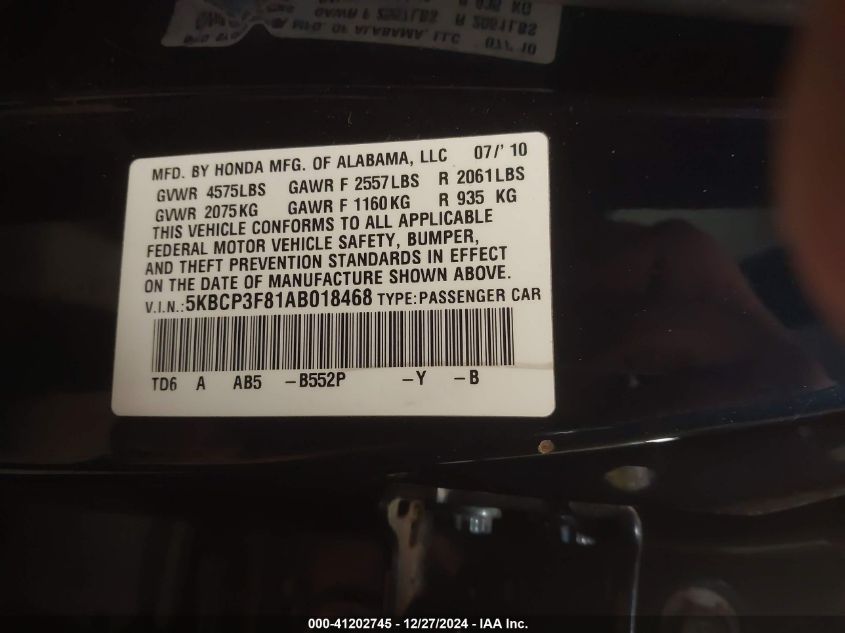 MFD. BY HONDA MFG. OF ALABAMA, LLC 07/' 10
GVWR 4575LBS GAWR F 2557LBS R 2061LBS
GVWR 2075KG GAWR F 1160KG R 935 KG
THIS VEHICLE CONFORMS TO ALL APPLICABLE
FEDERAL MOTOR VEHICLE SAFETY, BUMPER,
AND THEFT PREVENTION STANDARDS IN EFFECT
ON THE DATE OF MANUFACTURE SHOWN ABOVE.
V.I.N.:5KBCP3F81AB018468 TYPE:PASSENGER CAR
TD6 A AB5 -B552P -Y -B
000-41202745 - 12/27/2024 - IAA Inc.